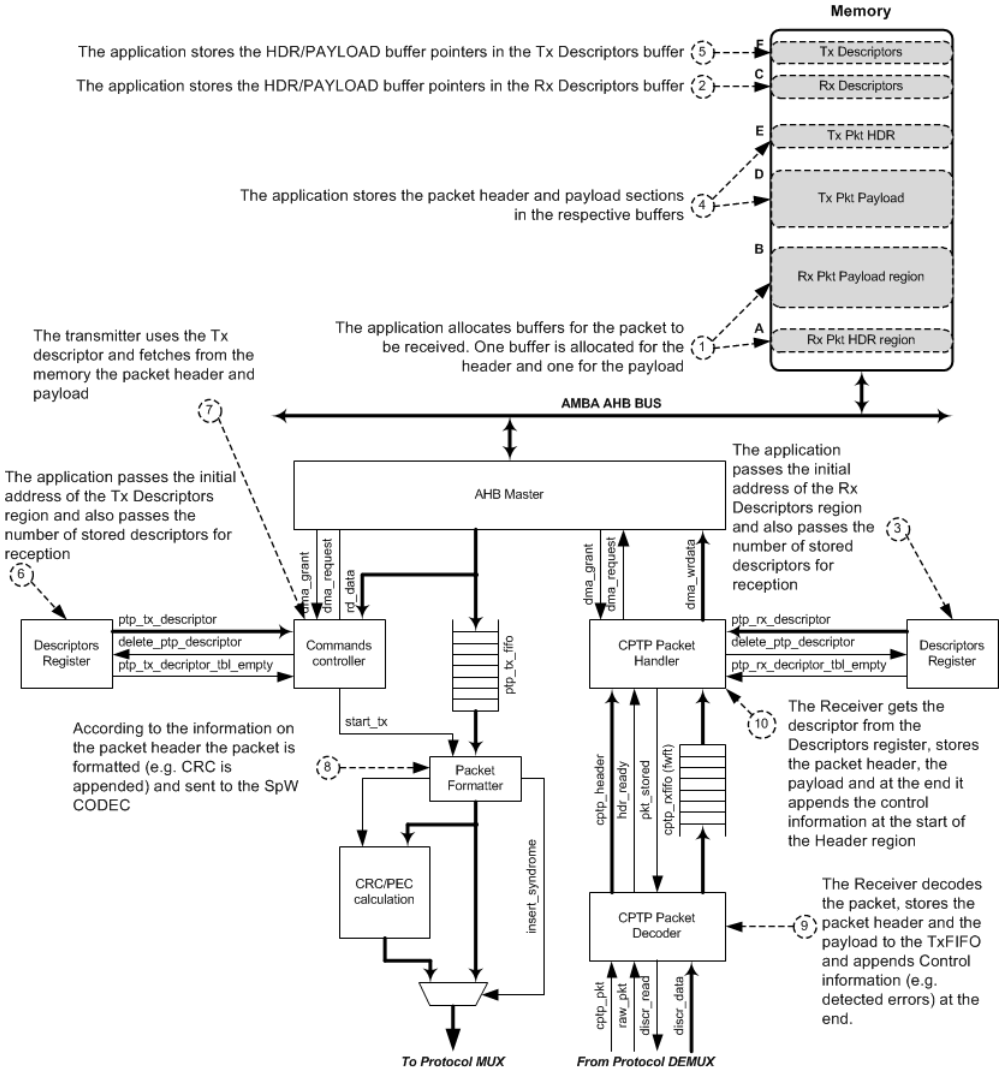 Memory
The application stores the HDR/PAYLOAD buffer pointers in the Tx Descriptors buffer
5
F
Tx Descriptors
The application stores the HDR/PAYLOAD buffer pointers in the Rx Descriptors buffer
2
C
Rx Descriptors
E
Tx Pkt HDR
D
The application stores the packet header and payload sections
in the respective buffers
4
Tx Pkt Payload
B
Rx Pkt Payload region
The application allocates buffers for the packet to
be received. One buffer is allocated for the
header and one for the payload
1
A
Rx Pkt HDR region
The transmitter uses the Tx
descriptor and fetches from the
memory the packet header and
payload
7
AMBA AHB BUS
The application passes the initial
address of the Tx Descriptors
region and also passes the
number of stored descriptors for
reception
6
AHB Master
The application
passes the initial
address of the Rx
Descriptors region
and also passes the
number of stored
descriptors for
reception
3
dma_grant
dma_request
rd_data
dma_grant
dma_request
dma_wrdata
Descriptors
Register
ptp_tx_descriptor
delete_ptp_descriptor
ptp_tx_decriptor_tbl_empty
Commands
controller
ptp_tx_fifo
CPTP Packet
Handler
ptp_rx_descriptor
delete_ptp_descriptor
ptp_rx_decriptor_tbl_empty
Descriptors
Register
start_tx
According to the information on
the packet header the packet is
formatted (e.g. CRC is
appended) and sent to the SpW
CODEC
8
Packet
Formatter
cptp_header
hdr_ready
pkt_stored
cptp_rxfifo (fwft)
10
The Receiver gets the
descriptor from the
Descriptors register, stores
the packet header, the
payload and at the end it
appends the control
information at the start of
the Header region
CRC/PEC
calculation
insert_syndrome
CPTP Packet
Decoder
9
The Receiver decodes
the packet, stores the
packet header and the
payload to the TxFIFO
and appends Control
information (e.g.
detected errors) at the
end.
cptp_pkt
raw_pkt
discr_read
discr_data
To Protocol MUX
From Protocol DEMUX